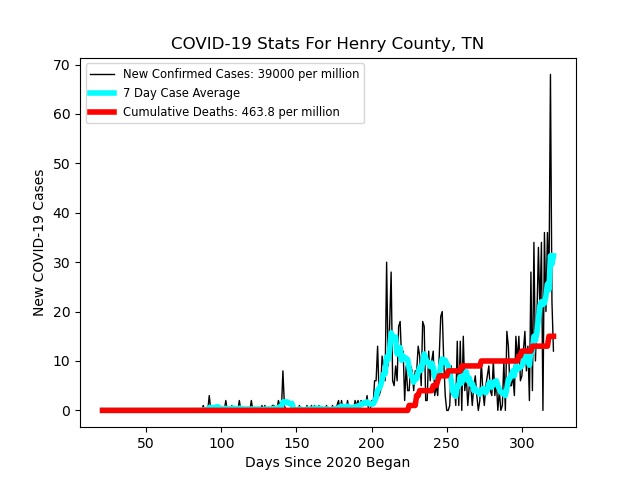 COVID-19 Stats For Henry County, TN
New Confirmed Cases: 39000 per million
7 Day Case Average
Cumulative Deaths: 463.8 per million
New COVID-19 Cases
70
60
50
40
30
20
10
0
50 100 150 200 250 300
Days Since 2020 Began